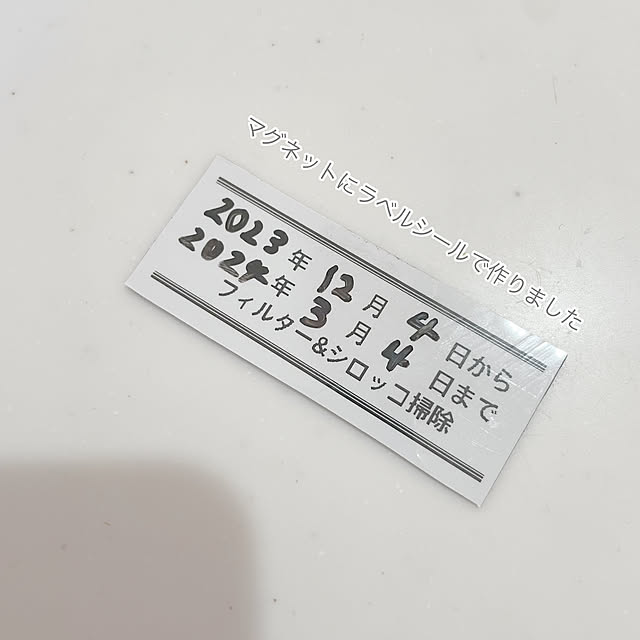 マグネットにラベルシールで作りました
2023年12月4日から
2024年3月4日まで
フィルター&シロッコ掃除